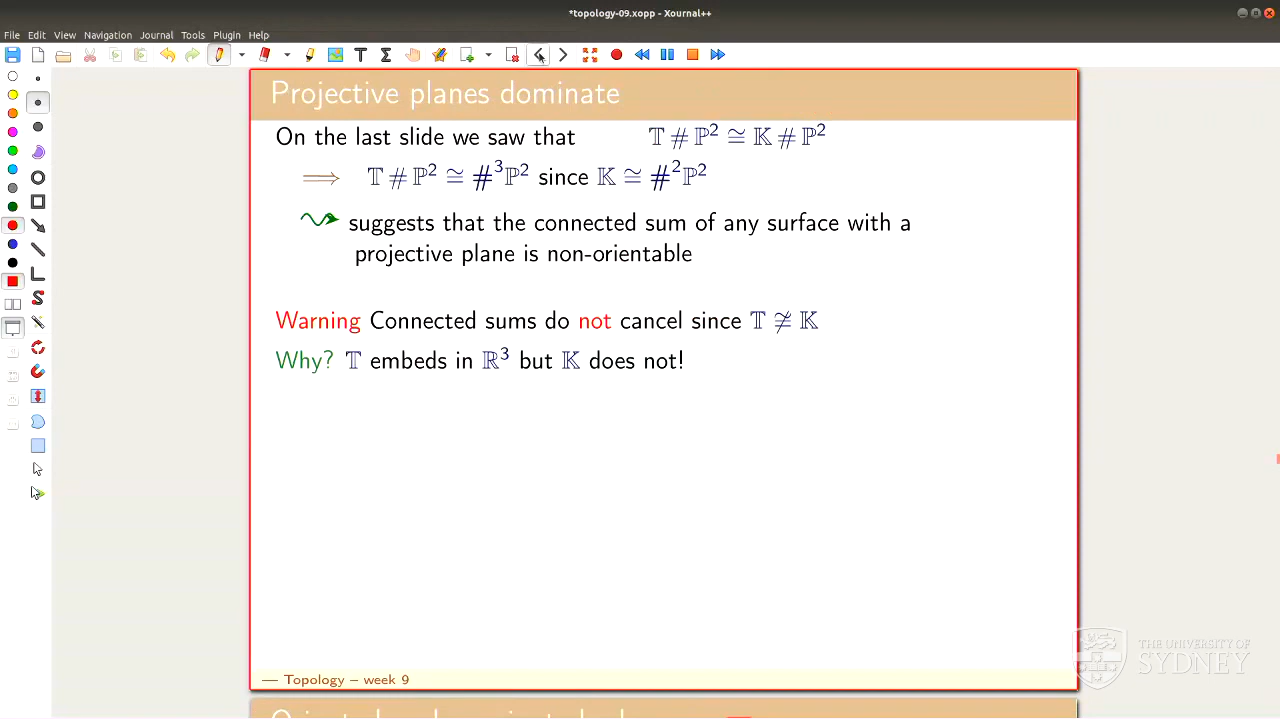 *topology-09.xopp - Xournal++
File Edit View Navigation Journal Tools Plugin Help
Projective planes dominate
On the last slide we saw that 𝕋 # ℙ² ≅ 𝕂 # ℙ²
⟹ 𝕋 # ℙ² ≅ #³ℙ² since 𝕂 ≅ #²ℙ²
suggests that the connected sum of any surface with a
projective plane is non-orientable
Warning Connected sums do not cancel since 𝕋 ≇ 𝕂
Why? 𝕋 embeds in ℝ³ but 𝕂 does not!
— Topology – week 9
THE UNIVERSITY OF
SYDNEY